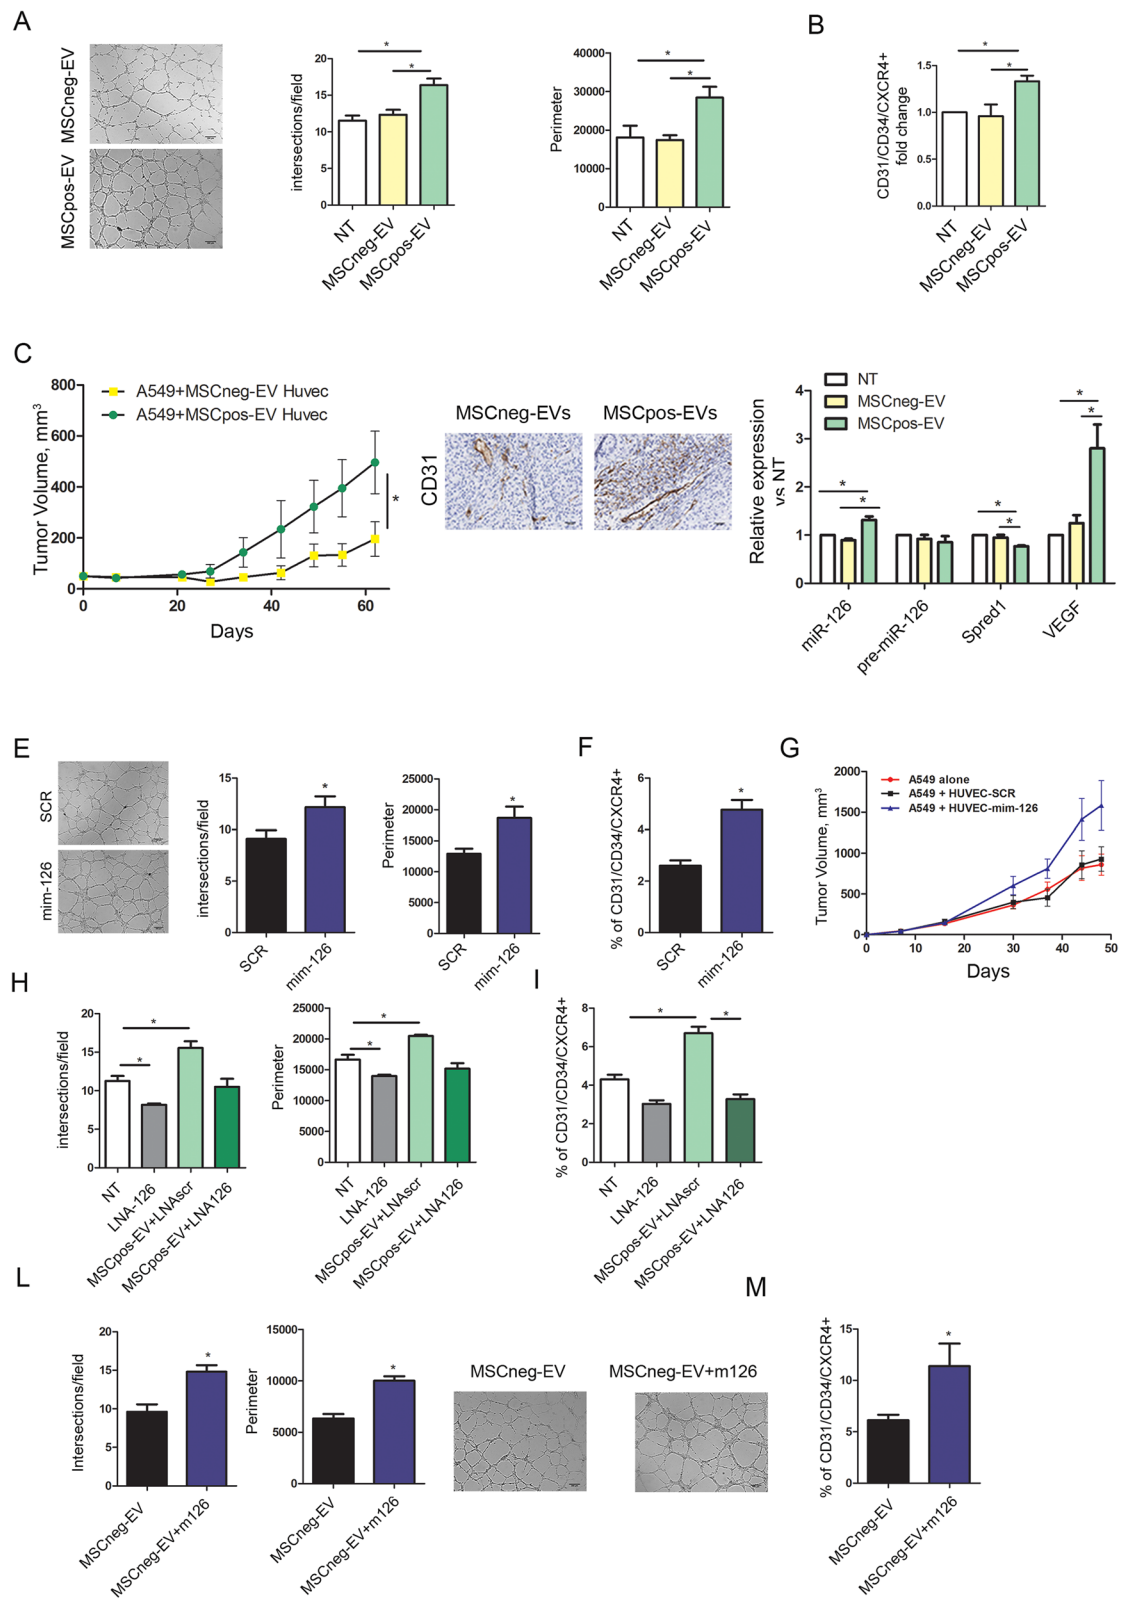 A
MSCneg-EV
MSCpos-EV
intersections/field
20
15
10
5
0
*
*
NT
MSCneg-EV
MSCpos-EV
Perimeter
40000
30000
20000
10000
0
*
*
NT
MSCneg-EV
MSCpos-EV
B
CD31/CD34/CXCR4+
fold change
1.5
1.0
0.5
0.0
*
*
NT
MSCneg-EV
MSCpos-EV
C
Tumor Volume, mm³
800
600
400
200
0
A549+MSCneg-EV Huvec
A549+MSCpos-EV Huvec
*
0
20
40
60
Days
MSCneg-EVs
MSCpos-EVs
CD31
Relative expression
vs NT
4
3
2
1
0
NT
MSCneg-EV
MSCpos-EV
*
*
*
*
*
*
miR-126
pre-miR-126
Spred1
VEGF
E
SCR
mim-126
intersections/field
15
10
5
0
*
SCR
mim-126
Perimeter
25000
20000
15000
10000
5000
0
*
SCR
mim-126
F
% of CD31/CD34/CXCR4+
6
4
2
0
*
SCR
mim-126
G
Tumor Volume, mm³
2000
1500
1000
500
0
A549 alone
A549 + HUVEC-SCR
A549 + HUVEC-mim-126
0
10
20
30
40
50
Days
H
intersections/field
20
15
10
5
0
*
*
NT
LNA-126
MSCpos-EV+LNAscr
MSCpos-EV+LNA126
Perimeter
25000
20000
15000
10000
5000
0
*
*
NT
LNA-126
MSCpos-EV+LNAscr
MSCpos-EV+LNA126
I
% of CD31/CD34/CXCR4+
8
6
4
2
0
*
*
NT
LNA-126
MSCpos-EV+LNAscr
MSCpos-EV+LNA126
L
Intersections/field
20
15
10
5
0
*
MSCneg-EV
MSCneg-EV+m126
Perimeter
15000
10000
5000
0
*
MSCneg-EV
MSCneg-EV+m126
MSCneg-EV
MSCneg-EV+m126
M
% of CD31/CD34/CXCR4+
15
10
5
0
*
MSCneg-EV
MSCneg-EV+m126